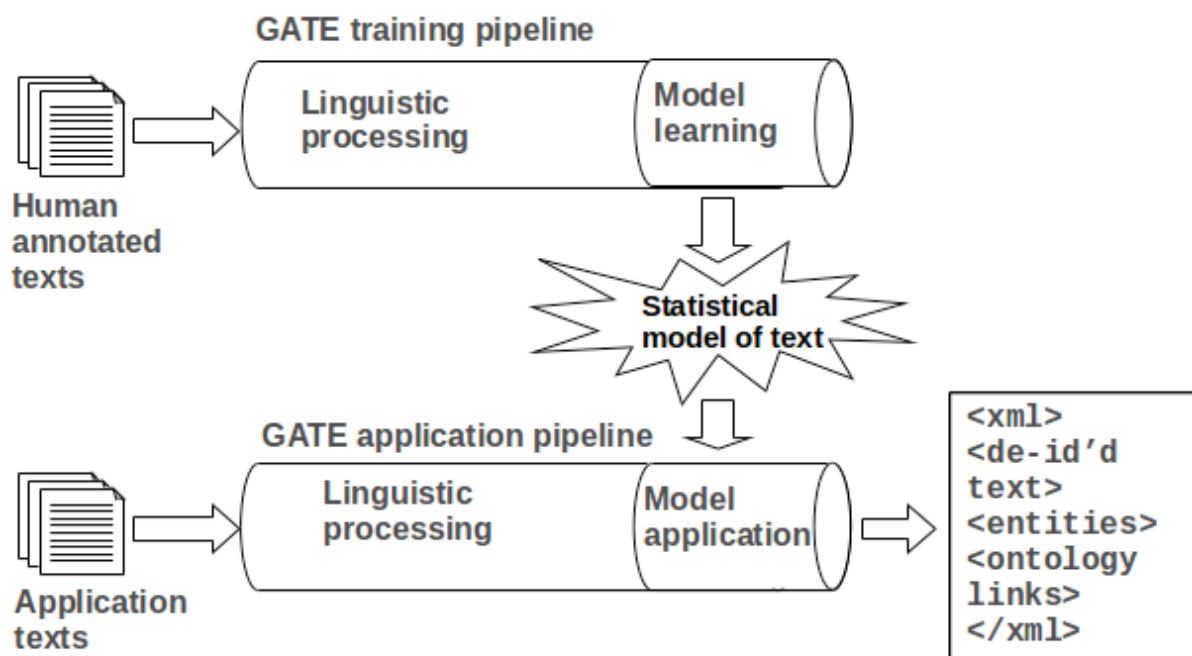 GATE training pipeline
Linguistic
processing
Model
learning
Human
annotated
texts
Statistical
model of text
GATE application pipeline
Linguistic
processing
Model
application
Application
texts
<xml>
<de-id’d
text>
<entities>
<ontology
links>
</xml>